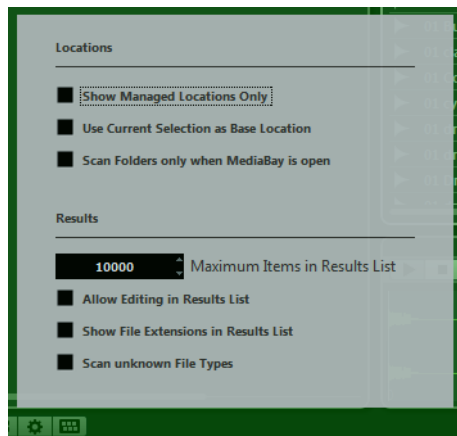 Locations
Show Managed Locations Only
Use Current Selection as Base Location
Scan Folders only when MediaBay is open
Results
10000 Maximum Items in Results List
Allow Editing in Results List
Show File Extensions in Results List
Scan unknown File Types